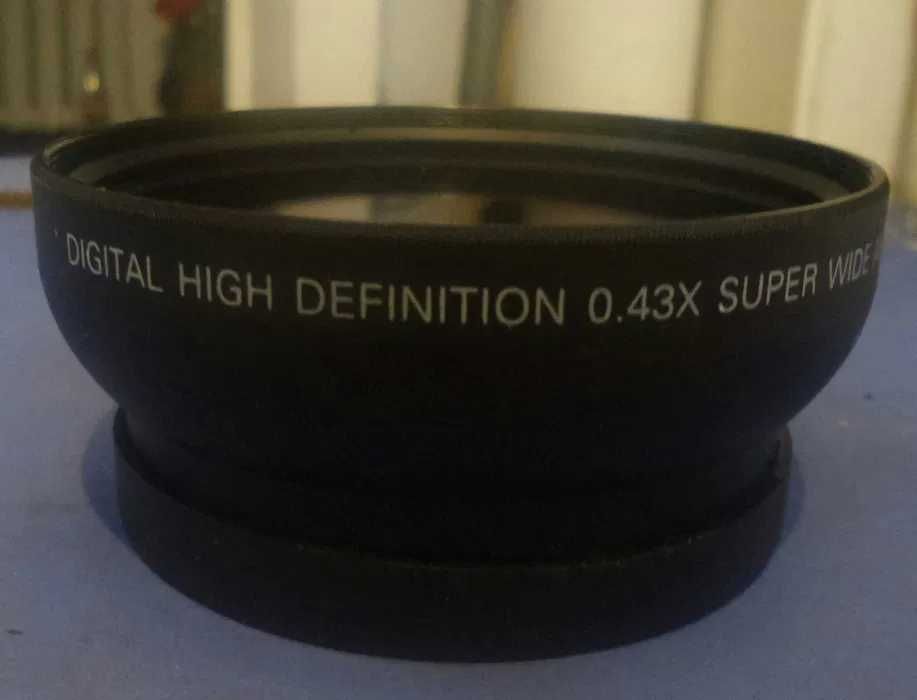 DIGITAL HIGH DEFINITION 0.43X SUPER WIDE